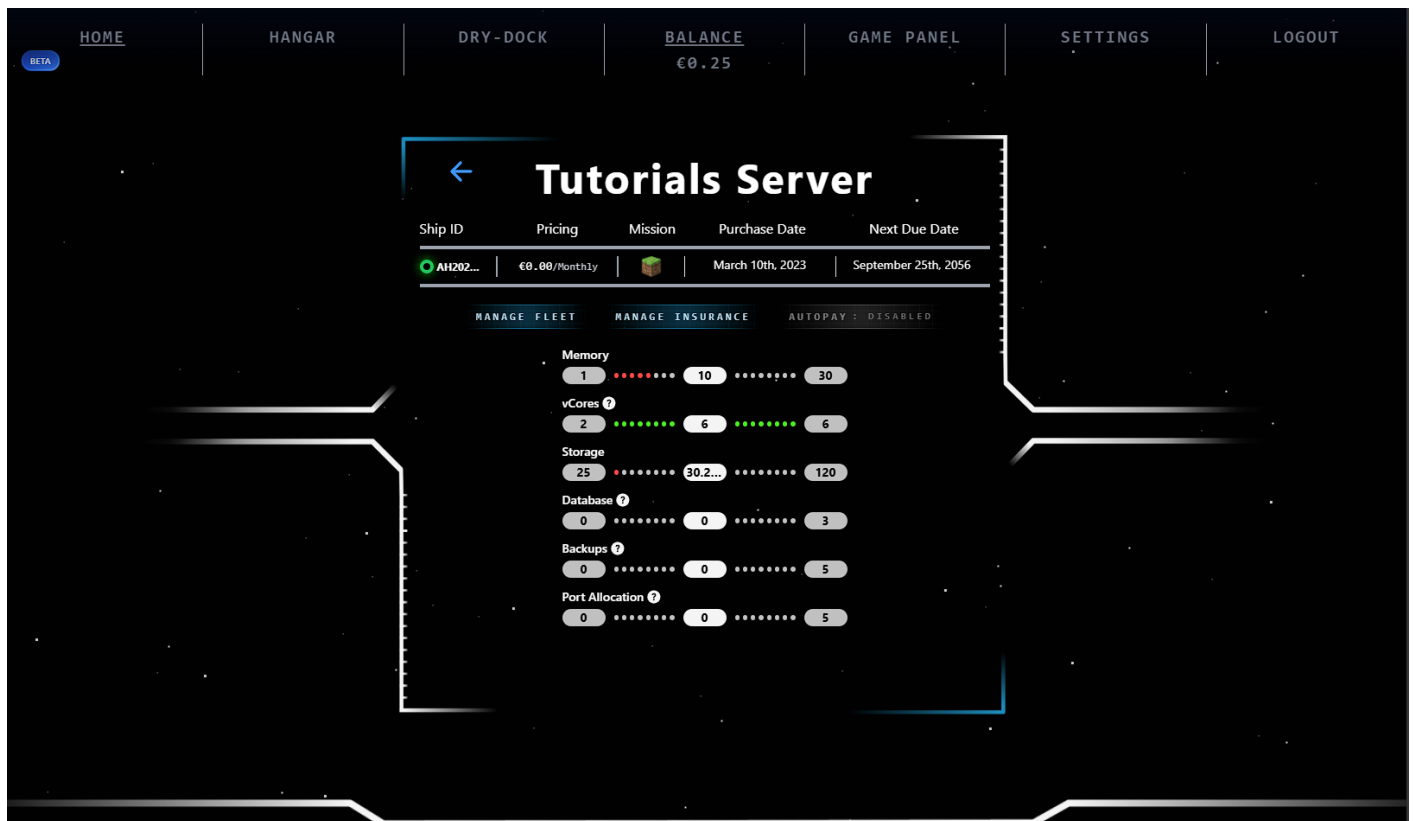 HOME HANGAR DRY-DOCK BALANCE GAME PANEL SETTINGS LOGOUT
BETA €0.25
Tutorials Server
Ship ID Pricing Mission Purchase Date Next Due Date
AH202... €0.00/Monthly March 10th, 2023 September 25th, 2056
MANAGE FLEET MANAGE INSURANCE AUTOPAY: DISABLED
Memory
1 10 30
vCores ?
2 6 6
Storage
25 30.2... 120
Database ?
0 0 3
Backups ?
0 0 5
Port Allocation ?
0 0 5